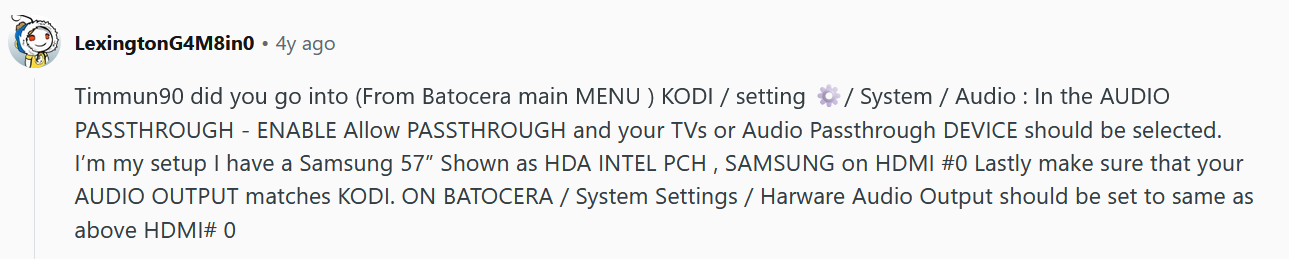 LexingtonG4M8in0 • 4y ago
Timmun90 did you go into (From Batocera main MENU ) KODI / setting ⚙️/ System / Audio : In the AUDIO
PASSTHROUGH - ENABLE Allow PASSTHROUGH and your TVs or Audio Passthrough DEVICE should be selected.
I’m my setup I have a Samsung 57” Shown as HDA INTEL PCH , SAMSUNG on HDMI #0 Lastly make sure that your
AUDIO OUTPUT matches KODI. ON BATOCERA / System Settings / Harware Audio Output should be set to same as
above HDMI# 0